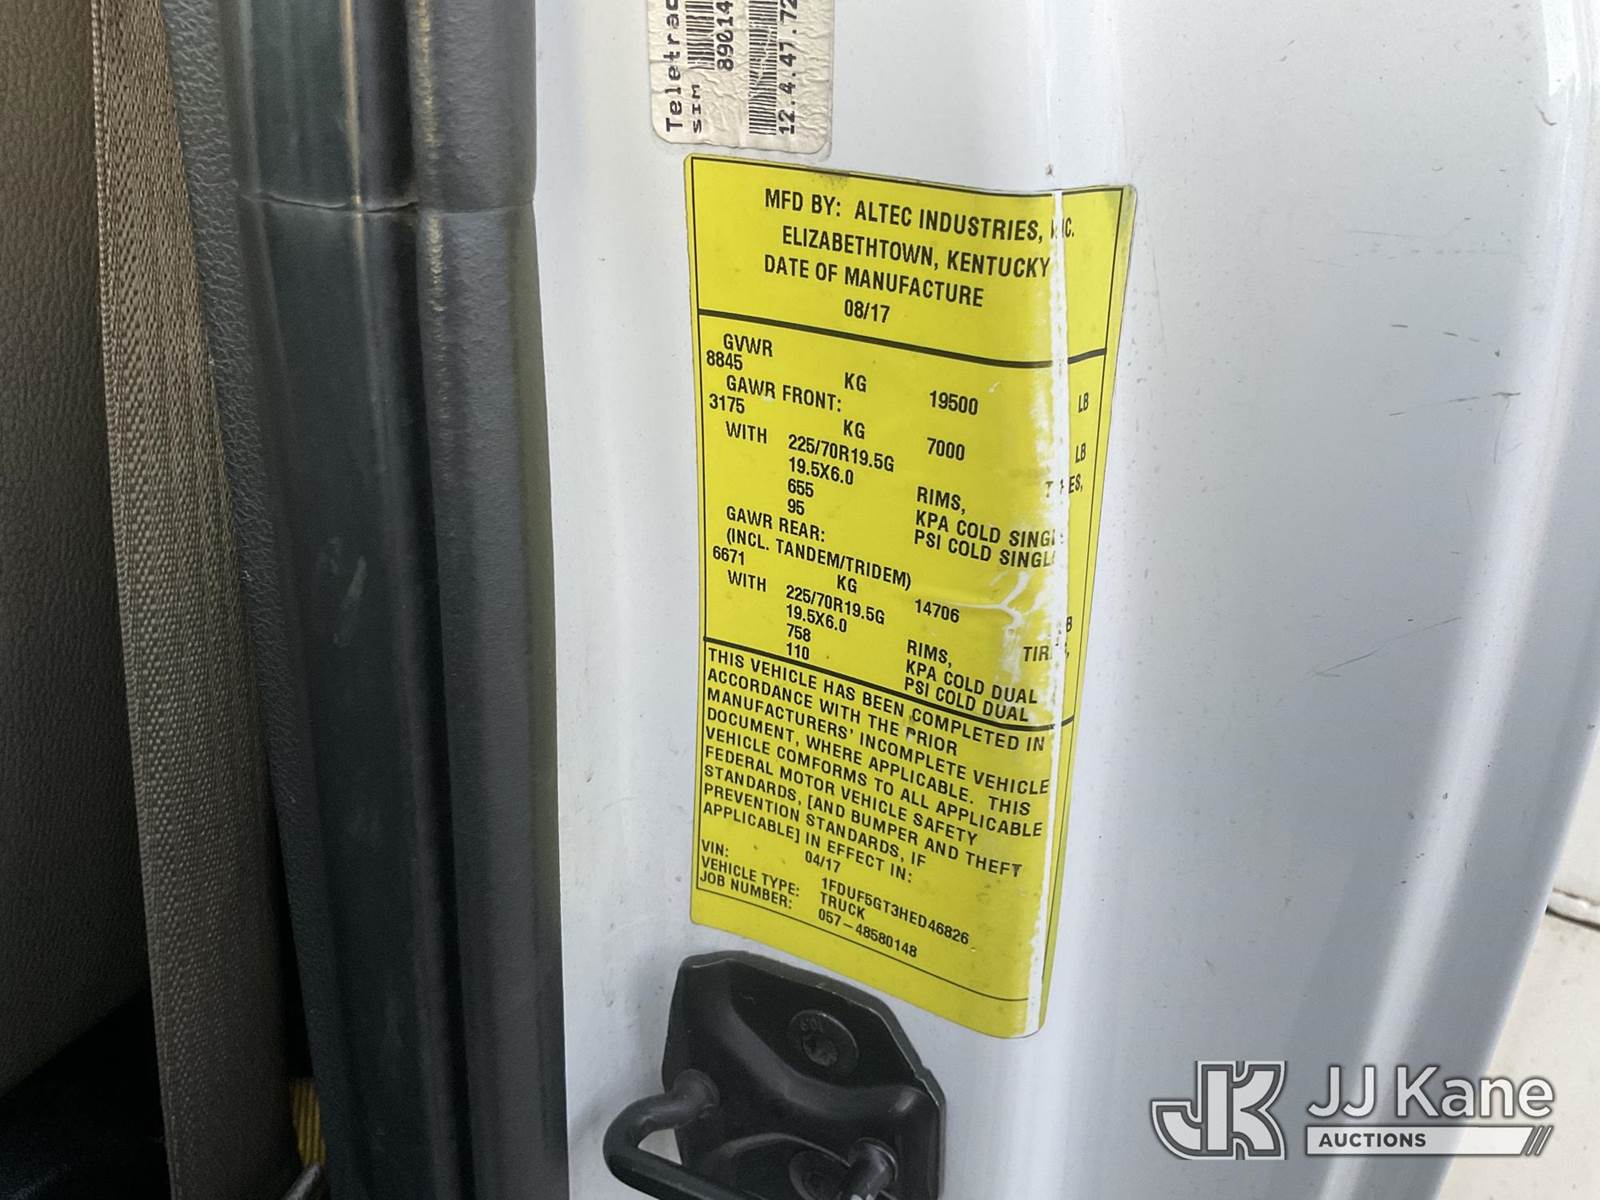 Teletrac
SIM
89014
12.4.47.72
MFD BY: ALTEC INDUSTRIES, INC.
ELIZABETHTOWN, KENTUCKY
DATE OF MANUFACTURE
08/17
GVWR
8845 KG 19500 LB
GAWR FRONT:
3175 KG 7000 LB
WITH 225/70R19.5G TIRES,
19.5X6.0 RIMS,
655 KPA COLD SINGLE
95 PSI COLD SINGLE
GAWR REAR:
(INCL. TANDEM/TRIDEM)
6671 KG 14706 LB
WITH 225/70R19.5G TIRES,
19.5X6.0 RIMS,
758 KPA COLD DUAL
110 PSI COLD DUAL
THIS VEHICLE HAS BEEN COMPLETED IN
ACCORDANCE WITH THE PRIOR
MANUFACTURERS' INCOMPLETE VEHICLE
DOCUMENT, WHERE APPLICABLE. THIS
VEHICLE COMFORMS TO ALL APPLICABLE
FEDERAL MOTOR VEHICLE SAFETY
STANDARDS, [AND BUMPER AND THEFT
PREVENTION STANDARDS, IF
APPLICABLE] IN EFFECT IN:
04/17
VIN: 1FDUF5GT3HED46826
VEHICLE TYPE: TRUCK
JOB NUMBER: 057-48580148
103
JK JJ Kane
AUCTIONS